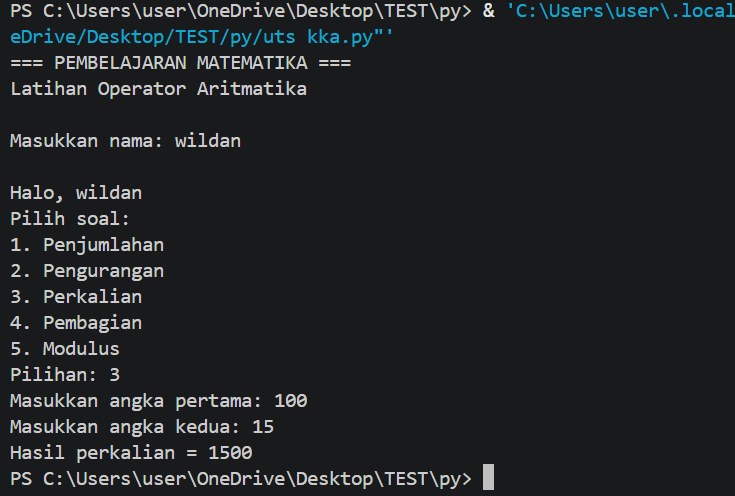 PS C:\Users\user\OneDrive\Desktop\TEST\py> & 'C:\Users\user\.local
eDrive/Desktop/TEST/py/uts kka.py"'
=== PEMBELAJARAN MATEMATIKA ===
Latihan Operator Aritmatika
Masukkan nama: wildan
Halo, wildan
Pilih soal:
1. Penjumlahan
2. Pengurangan
3. Perkalian
4. Pembagian
5. Modulus
Pilihan: 3
Masukkan angka pertama: 100
Masukkan angka kedua: 15
Hasil perkalian = 1500
PS C:\Users\user\OneDrive\Desktop\TEST\py>